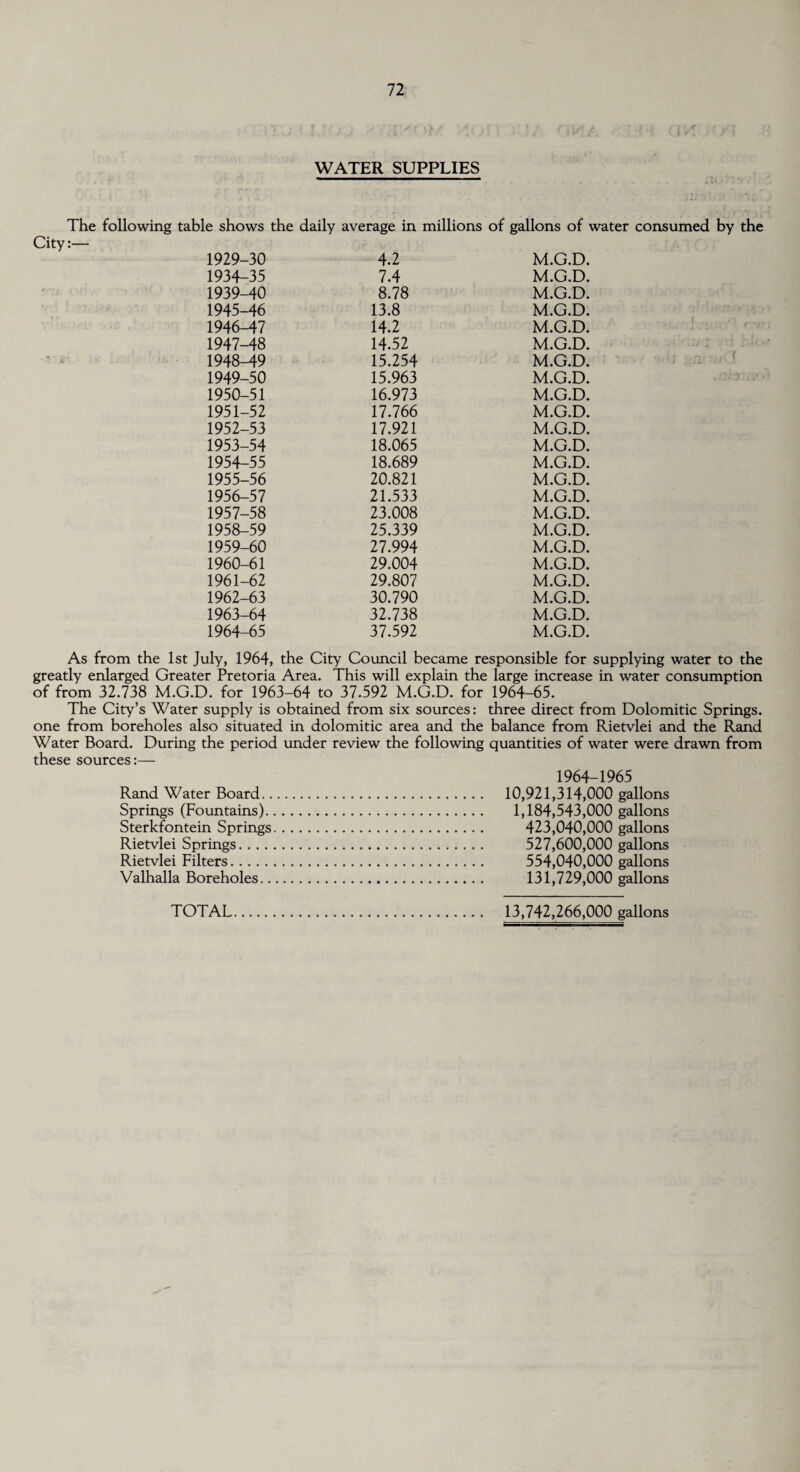 72
WATER SUPPLIES
The following table shows the daily average in millions of gallons of water consumed by the
City:—
1929-30 4.2 M.G.D.
1934-35 7.4 M.G.D.
1939-40 8.78 M.G.D.
1945-46 13.8 M.G.D.
1946-47 14.2 M.G.D.
1947-48 14.52 M.G.D.
1948-49 15.254 M.G.D.
1949-50 15.963 M.G.D.
1950-51 16.973 M.G.D.
1951-52 17.766 M.G.D.
1952-53 17.921 M.G.D.
1953-54 18.065 M.G.D.
1954-55 18.689 M.G.D.
1955-56 20.821 M.G.D.
1956-57 21.533 M.G.D.
1957-58 23.008 M.G.D.
1958-59 25.339 M.G.D.
1959-60 27.994 M.G.D.
1960-61 29.004 M.G.D.
1961-62 29.807 M.G.D.
1962-63 30.790 M.G.D.
1963-64 32.738 M.G.D.
1964-65 37.592 M.G.D.
As from the 1st July, 1964, the City Council became responsible for supplying water to the
greatly enlarged Greater Pretoria Area. This will explain the large increase in water consumption
of from 32.738 M.G.D. for 1963-64 to 37.592 M.G.D. for 1964-65.
The City's Water supply is obtained from six sources: three direct from Dolomitic Springs.
one from boreholes also situated in dolomitic area and the balance from Rietvlei and the Rand
Water Board. During the period under review the following quantities of water were drawn from
these sources:—
1964-1965
Rand Water Board.................................. 10,921,314,000 gallons
Springs (Fountains).................................. 1,184,543,000 gallons
Sterkfontein Springs.................................. 423,040,000 gallons
Rietvlei Springs.................................. 527,600,000 gallons
Rietvlei Filters.................................. 554,040,000 gallons
Valhalla Boreholes.................................. 131,729,000 gallons
TOTAL.................................. 13,742,266,000 gallons